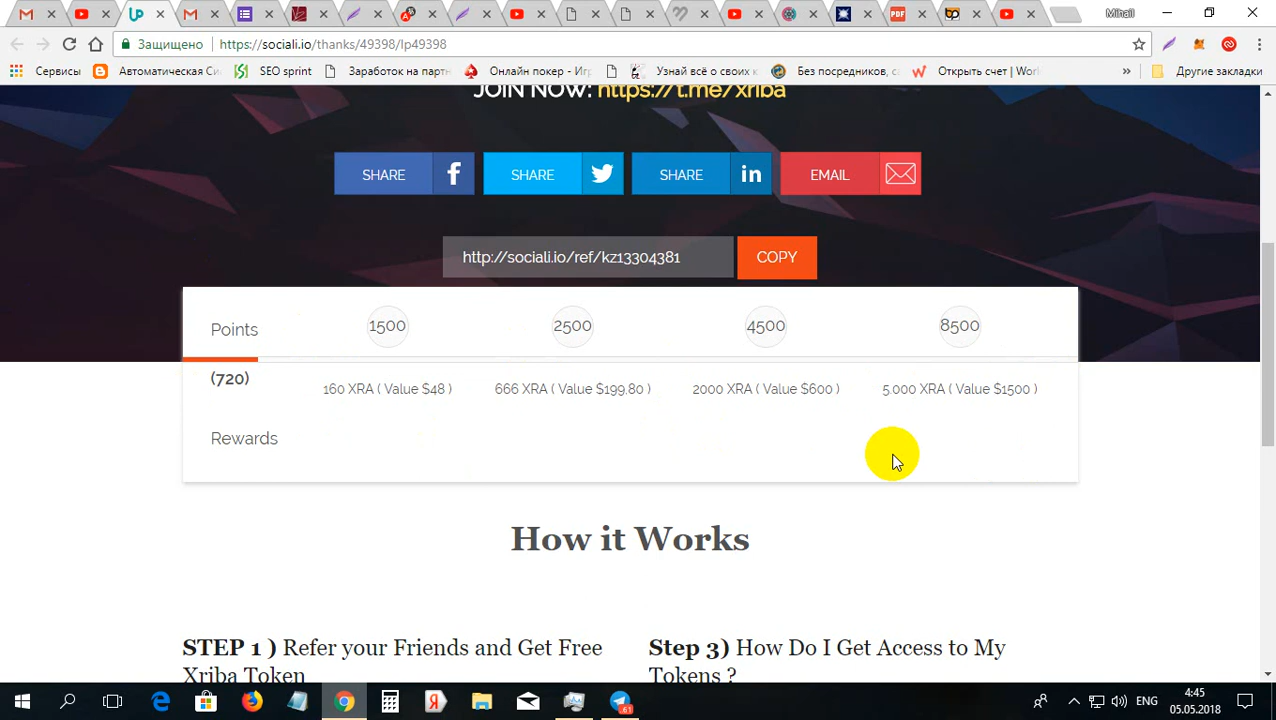 Mihail
Защищено
https://sociali.io/thanks/49398/lp49398
Сервисы
Автоматическая Си
SEO sprint
Заработок на партн
Онлайн покер - Иг
Узнай всё о своих к
Без посредников, са
Открыть счет | Wor
»
Другие закладки
JOIN NOW: https://t.me/xriba
SHARE
SHARE
SHARE
EMAIL
http://sociali.io/ref/kz13304381
COPY
Points
1500
2500
4500
8500
(720)
160 XRA ( Value $48 )
666 XRA ( Value $199.80 )
2000 XRA ( Value $600 )
5.000 XRA ( Value $1500 )
Rewards
How it Works
STEP 1 ) Refer your Friends and Get Free
Xriba Token
Step 3) How Do I Get Access to My
Tokens ?
63
ENG
4:45
05.05.2018